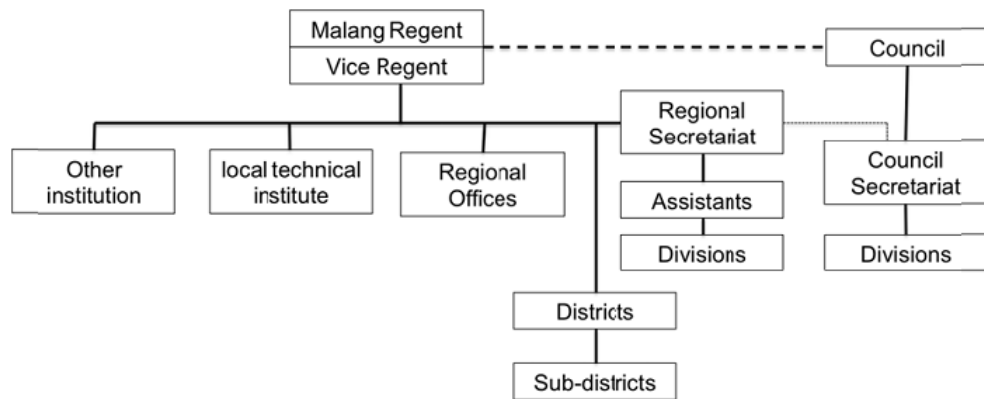 Malang Regent
Vice Regent
Council
Regional
Secretariat
Other
institution
local technical
institute
Regional
Offices
Council
Secretariat
Assistants
Divisions
Divisions
Districts
Sub-districts